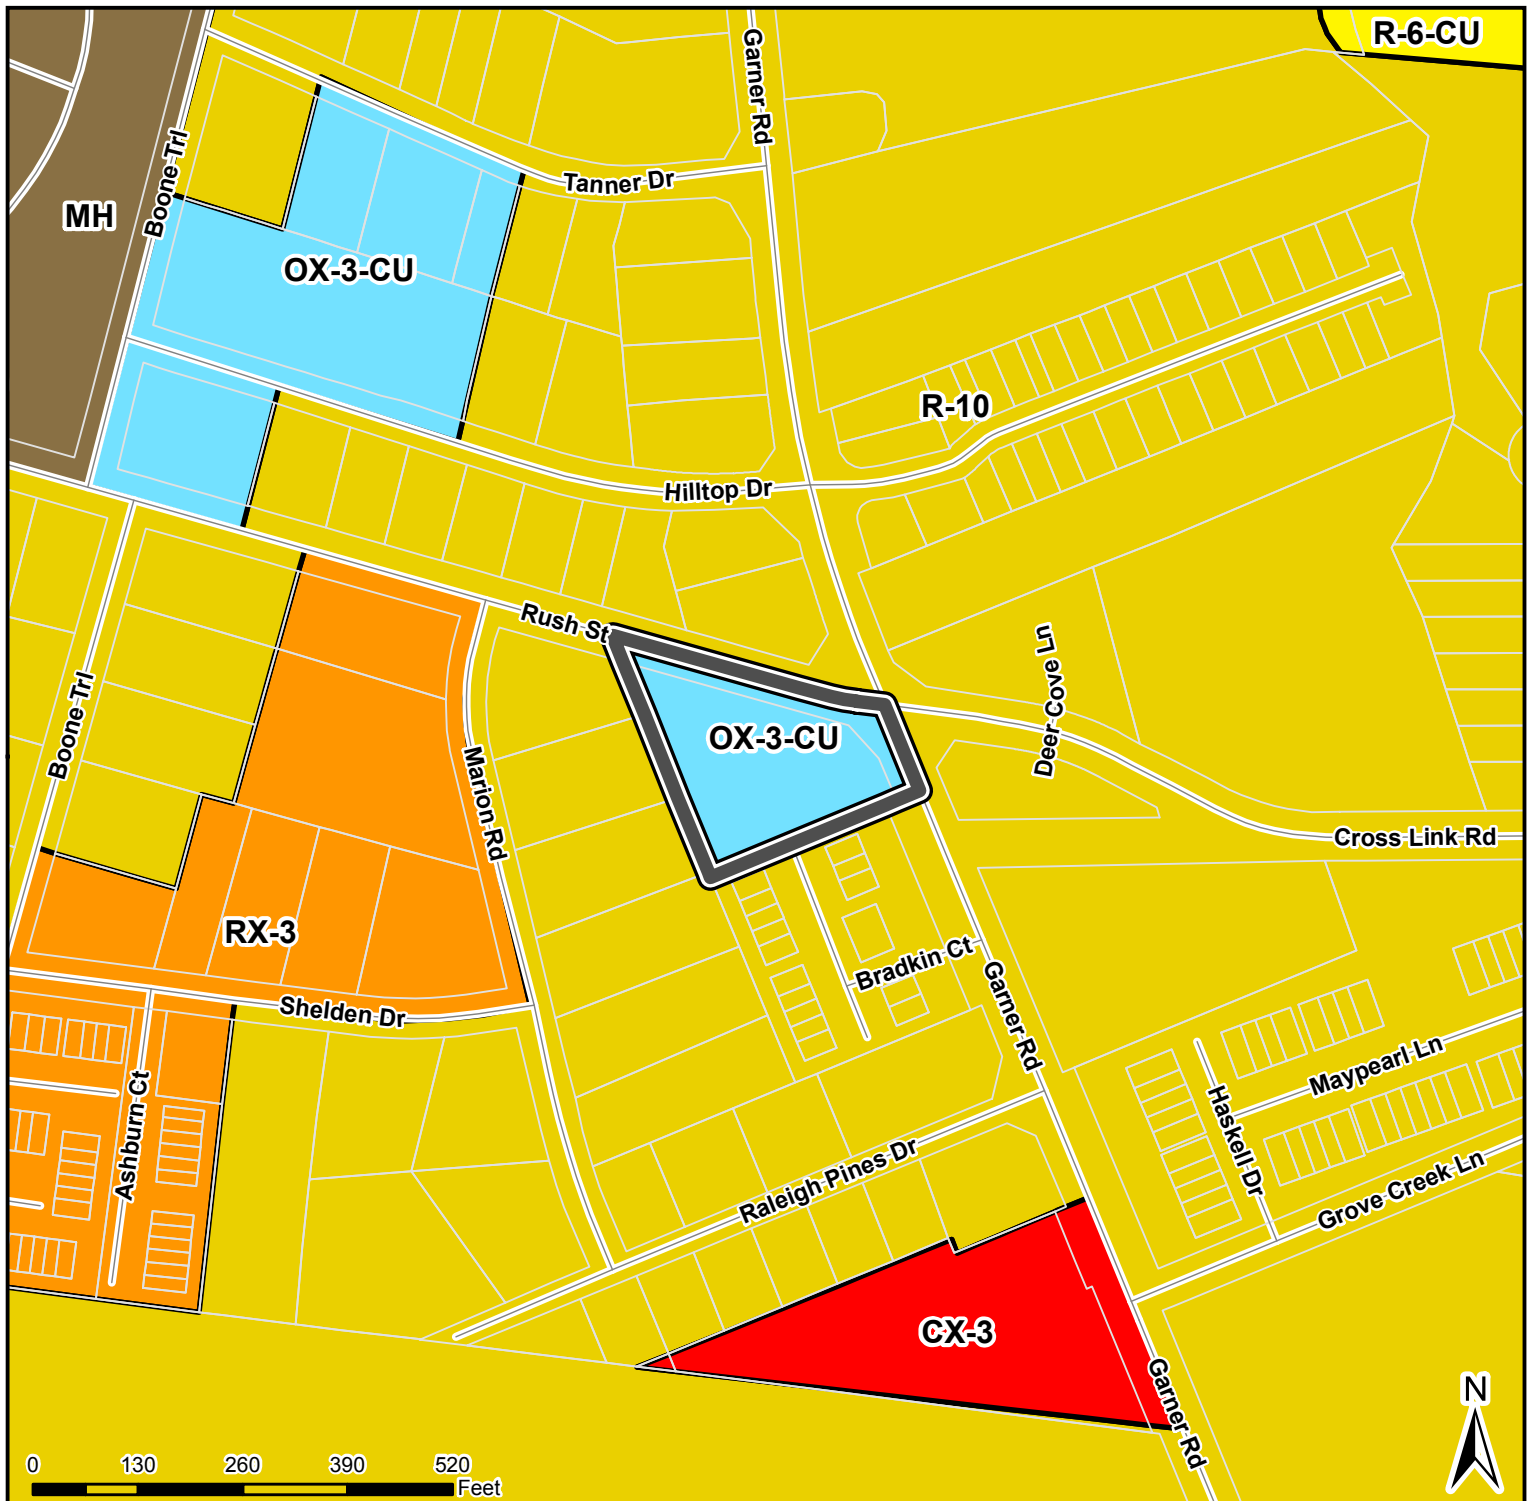 R-6-CU
Garner Rd
Boone Trl
Tanner Dr
MH
OX-3-CU
R-10
Hilltop Dr
Rush St
Deer Cove Ln
Boone Trl
OX-3-CU
Marion Rd
Cross Link Rd
RX-3
Bradkin Ct
Garner Rd
Shelden Dr
Maypearl Ln
Ashburn Ct
Haskell Dr
Raleigh Pines Dr
Grove Creek Ln
CX-3
Garner Rd
N
0 130 260 390 520
Feet